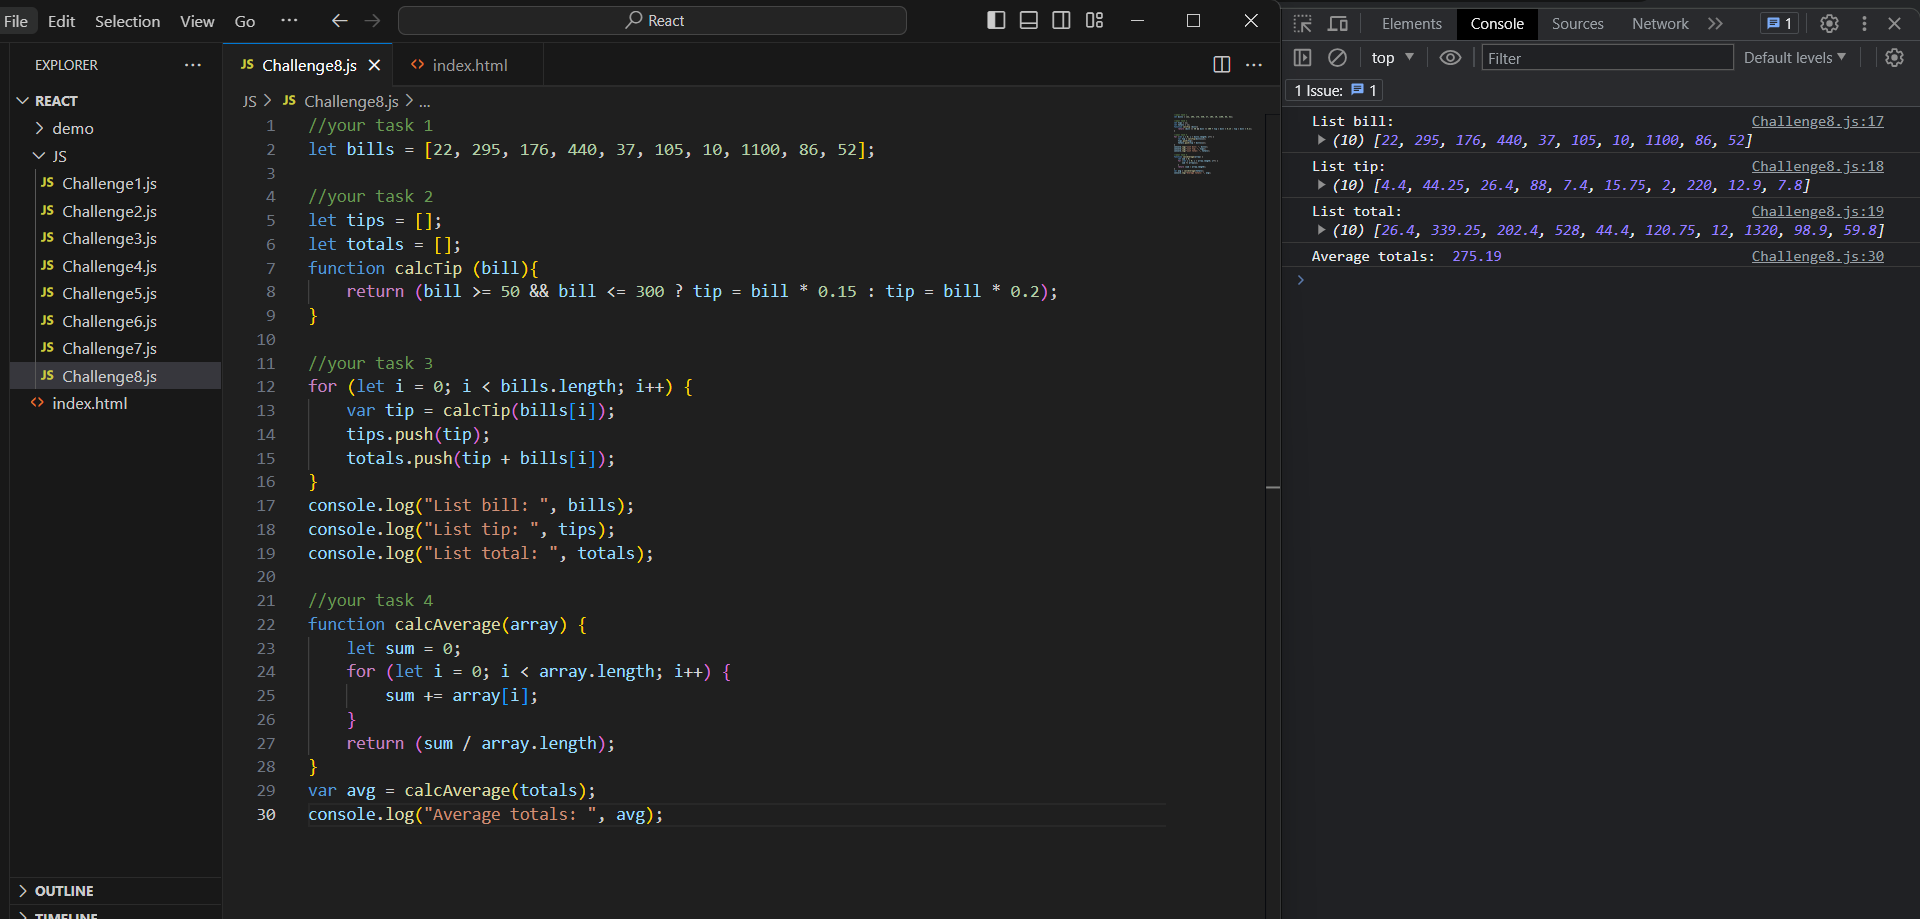 File Edit Selection View Go ··· React
EXPLORER ···
REACT
demo
JS
JS Challenge1.js
JS Challenge2.js
JS Challenge3.js
JS Challenge4.js
JS Challenge5.js
JS Challenge6.js
JS Challenge7.js
JS Challenge8.js
<> index.html
OUTLINE
TIMELINE
JS Challenge8.js <> index.html ···
JS > JS Challenge8.js > ...
1 //your task 1
2 let bills = [22, 295, 176, 440, 37, 105, 10, 1100, 86, 52];
3
4 //your task 2
5 let tips = [];
6 let totals = [];
7 function calcTip (bill){
8 return (bill >= 50 && bill <= 300 ? tip = bill * 0.15 : tip = bill * 0.2);
9 }
10
11 //your task 3
12 for (let i = 0; i < bills.length; i++) {
13 var tip = calcTip(bills[i]);
14 tips.push(tip);
15 totals.push(tip + bills[i]);
16 }
17 console.log("List bill: ", bills);
18 console.log("List tip: ", tips);
19 console.log("List total: ", totals);
20
21 //your task 4
22 function calcAverage(array) {
23 let sum = 0;
24 for (let i = 0; i < array.length; i++) {
25 sum += array[i];
26 }
27 return (sum / array.length);
28 }
29 var avg = calcAverage(totals);
30 console.log("Average totals: ", avg);
Elements Console Sources Network >> 1
top Filter Default levels
1 Issue: 1
List bill: Challenge8.js:17
(10) [22, 295, 176, 440, 37, 105, 10, 1100, 86, 52]
List tip: Challenge8.js:18
(10) [4.4, 44.25, 26.4, 88, 7.4, 15.75, 2, 220, 12.9, 7.8]
List total: Challenge8.js:19
(10) [26.4, 339.25, 202.4, 528, 44.4, 120.75, 12, 1320, 98.9, 59.8]
Average totals: 275.19 Challenge8.js:30
>